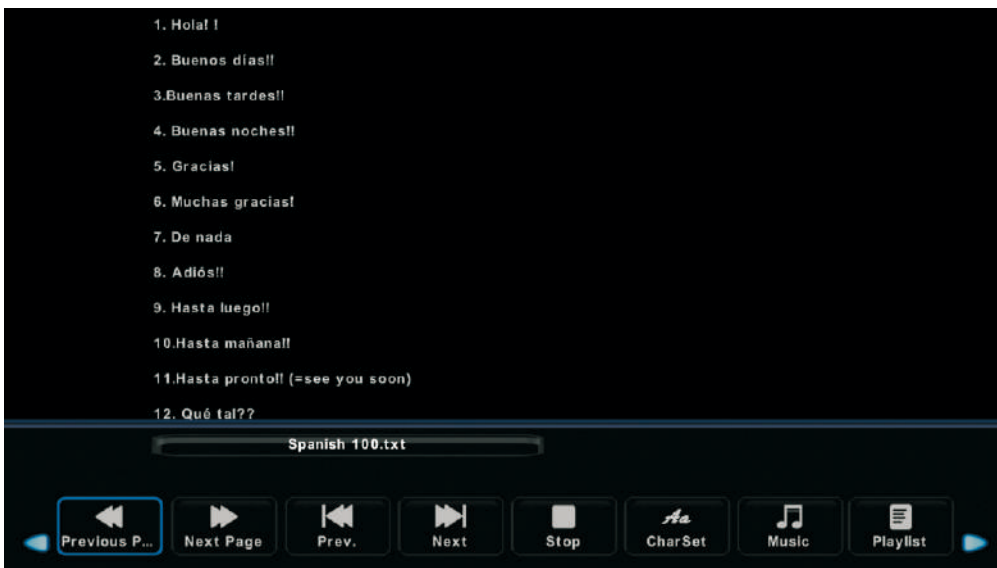 1. Hola! !
2. Buenos días!!
3.Buenas tardes!!
4. Buenas noches!!
5. Gracias!
6. Muchas gracias!
7. De nada
8. Adiós!!
9. Hasta luego!!
10.Hasta mañana!!
11.Hasta pronto!! (=see you soon)
12. Qué tal??
Spanish 100.txt
Aa
Previous P... Next Page Prev. Next Stop CharSet Music Playlist